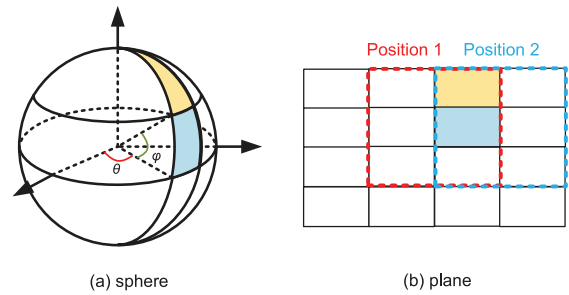 Position 1 Position 2
θ
φ
(a) sphere
(b) plane